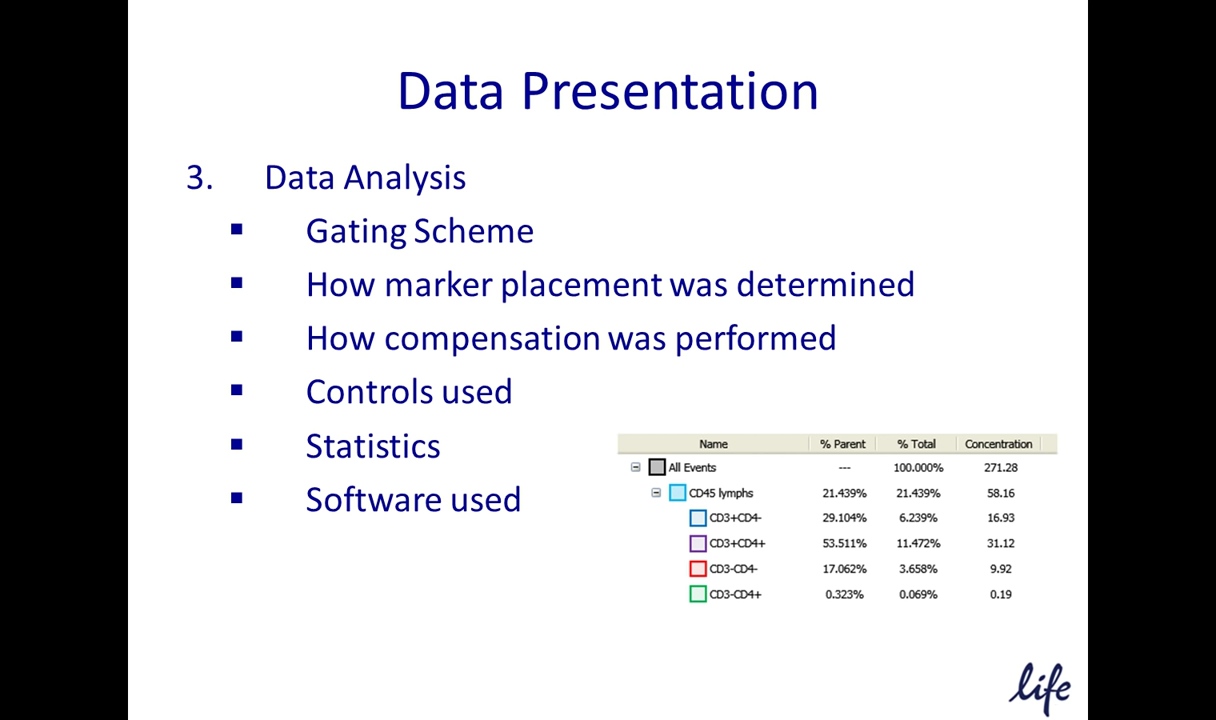 Data Presentation
3. Data Analysis
▪ Gating Scheme
▪ How marker placement was determined
▪ How compensation was performed
▪ Controls used
▪ Statistics
▪ Software used
Name % Parent % Total Concentration
All Events --- 100.000% 271.28
CD45 lymphs 21.439% 21.439% 58.16
CD3+CD4- 29.104% 6.239% 16.93
CD3+CD4+ 53.511% 11.472% 31.12
CD3-CD4- 17.062% 3.658% 9.92
CD3-CD4+ 0.323% 0.069% 0.19
life